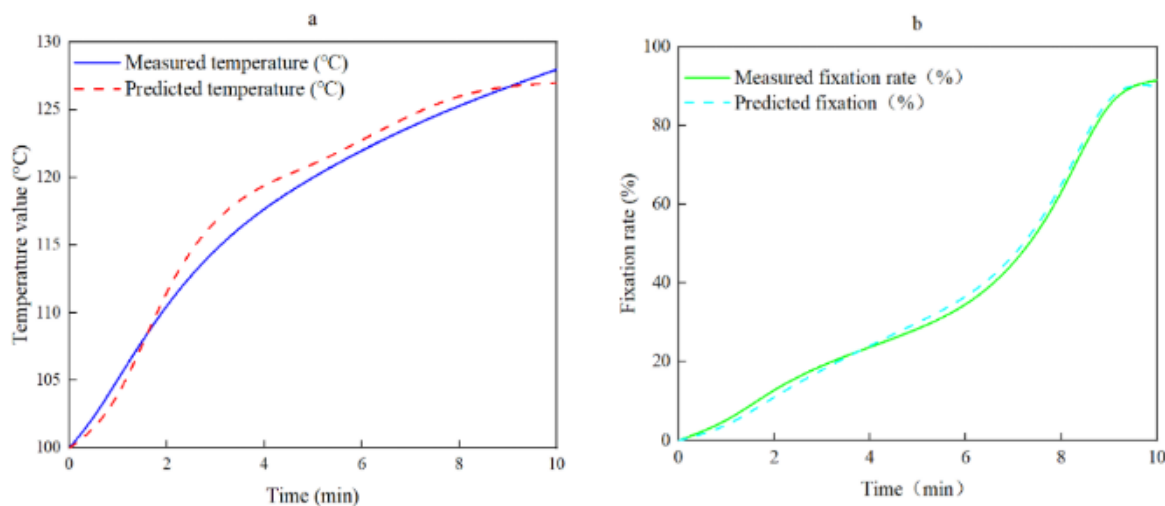 a
130
125
120
115
110
105
100
Temperature value (℃)
Measured temperature (℃)
Predicted temperature (℃)
0 2 4 6 8 10
Time (min)
b
100
80
60
40
20
0
Fixation rate (%)
Measured fixation rate（%）
Predicted fixation（%）
0 2 4 6 8 10
Time（min）